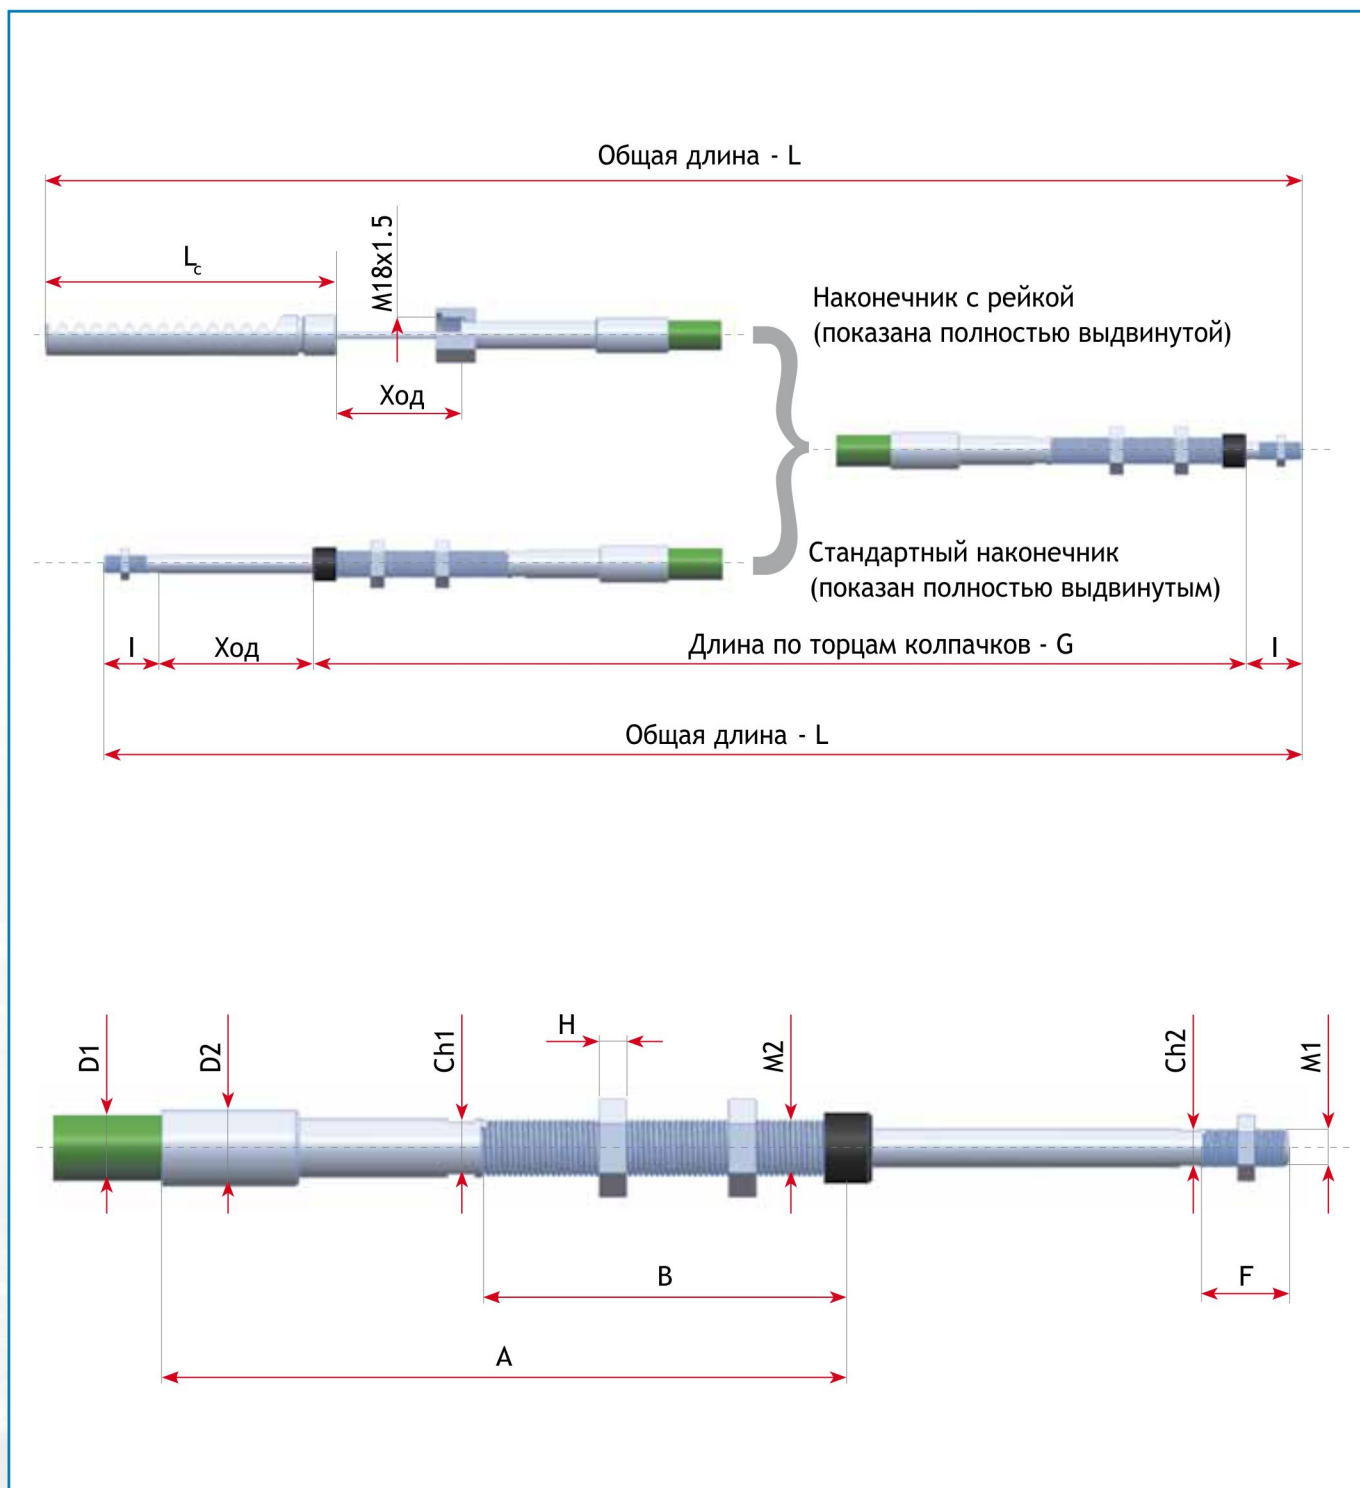 Общая длина - L
Lc
M18x1.5
Ход
Наконечник с рейкой
(показана полностью выдвинутой)
Стандартный наконечник
(показан полностью выдвинутым)
I
Ход
Длина по торцам колпачков - G
I
Общая длина - L
D1
D2
Ch1
H
M2
Ch2
M1
B
F
A